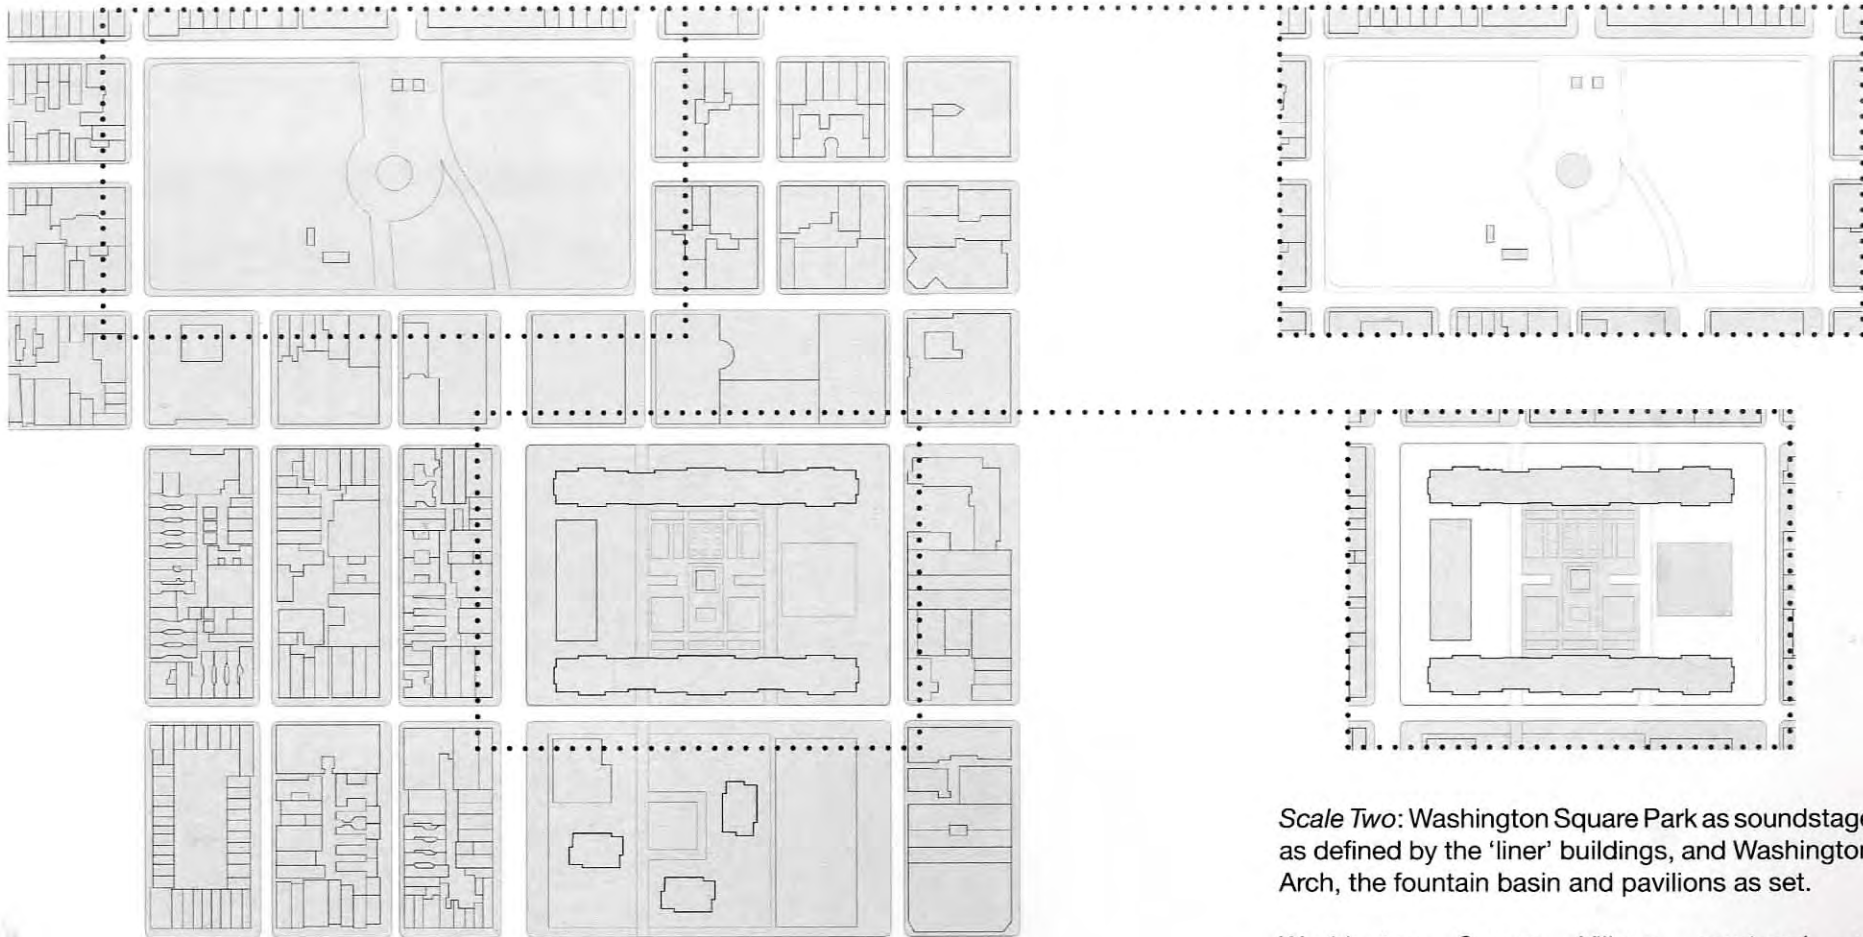 Scale Two: Washington Square Park as soundstage
as defined by the ‘liner’ buildings, and Washington
Arch, the fountain basin and pavilions as set.